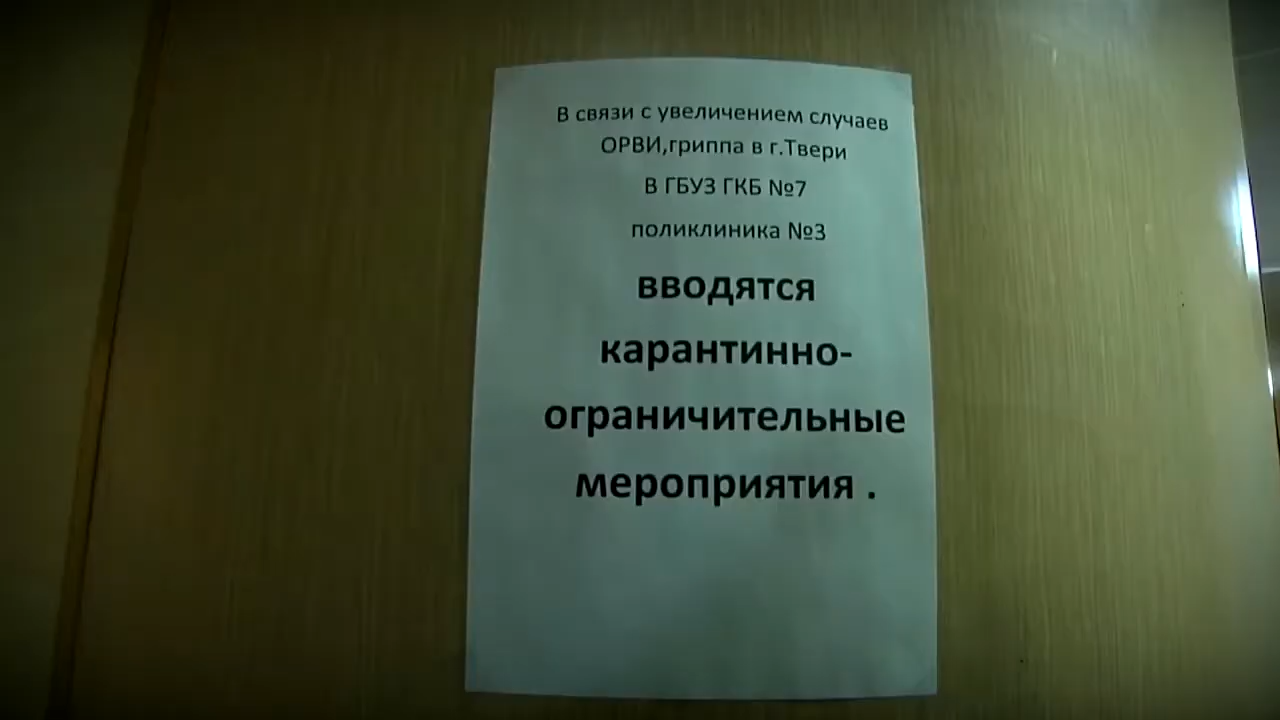 В связи с увеличением случаев
ОРВИ,гриппа в г.Твери
В ГБУЗ ГКБ №7
поликлиника №3
вводятся
карантинно-
ограничительные
мероприятия .